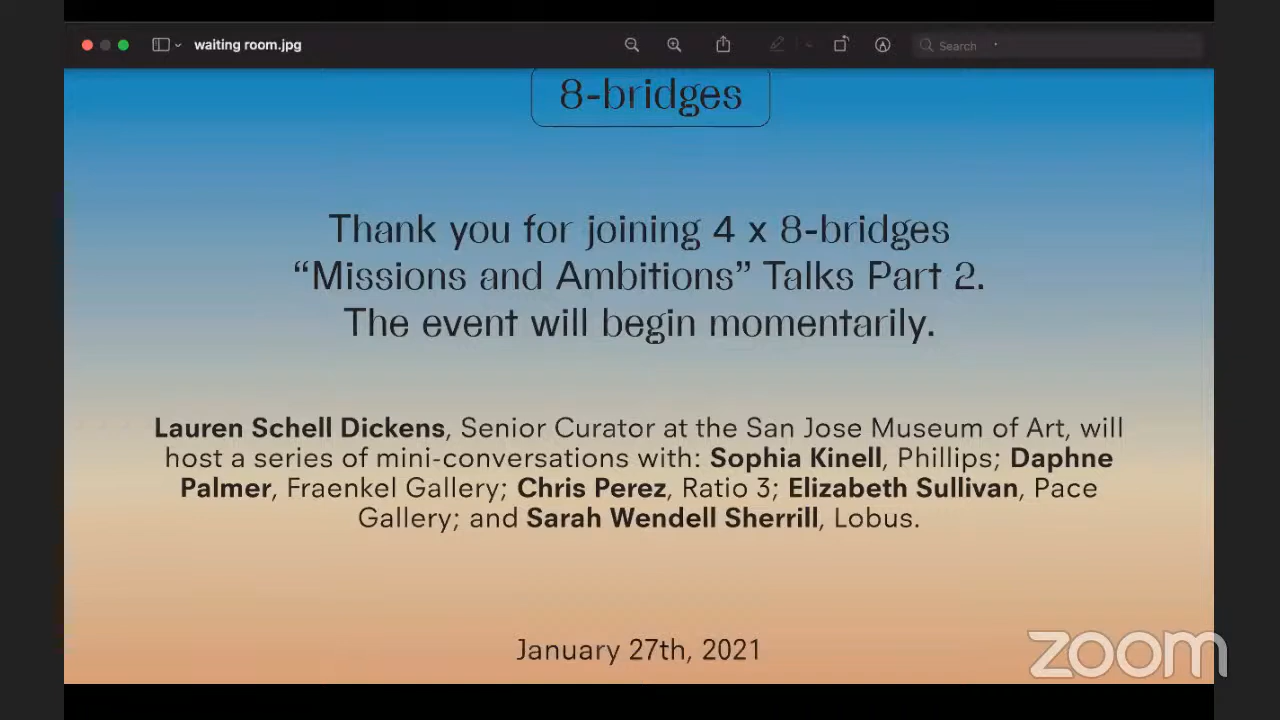 waiting room.jpg
Search
8-bridges
Thank you for joining 4 x 8-bridges
“Missions and Ambitions” Talks Part 2.
The event will begin momentarily.
Lauren Schell Dickens, Senior Curator at the San Jose Museum of Art, will
host a series of mini-conversations with: Sophia Kinell, Phillips; Daphne
Palmer, Fraenkel Gallery; Chris Perez, Ratio 3; Elizabeth Sullivan, Pace
Gallery; and Sarah Wendell Sherrill, Lobus.
January 27th, 2021
zoom